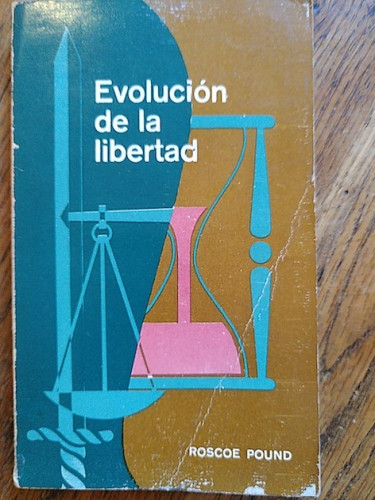 Evolución
de la
libertad
ROSCOE POUND